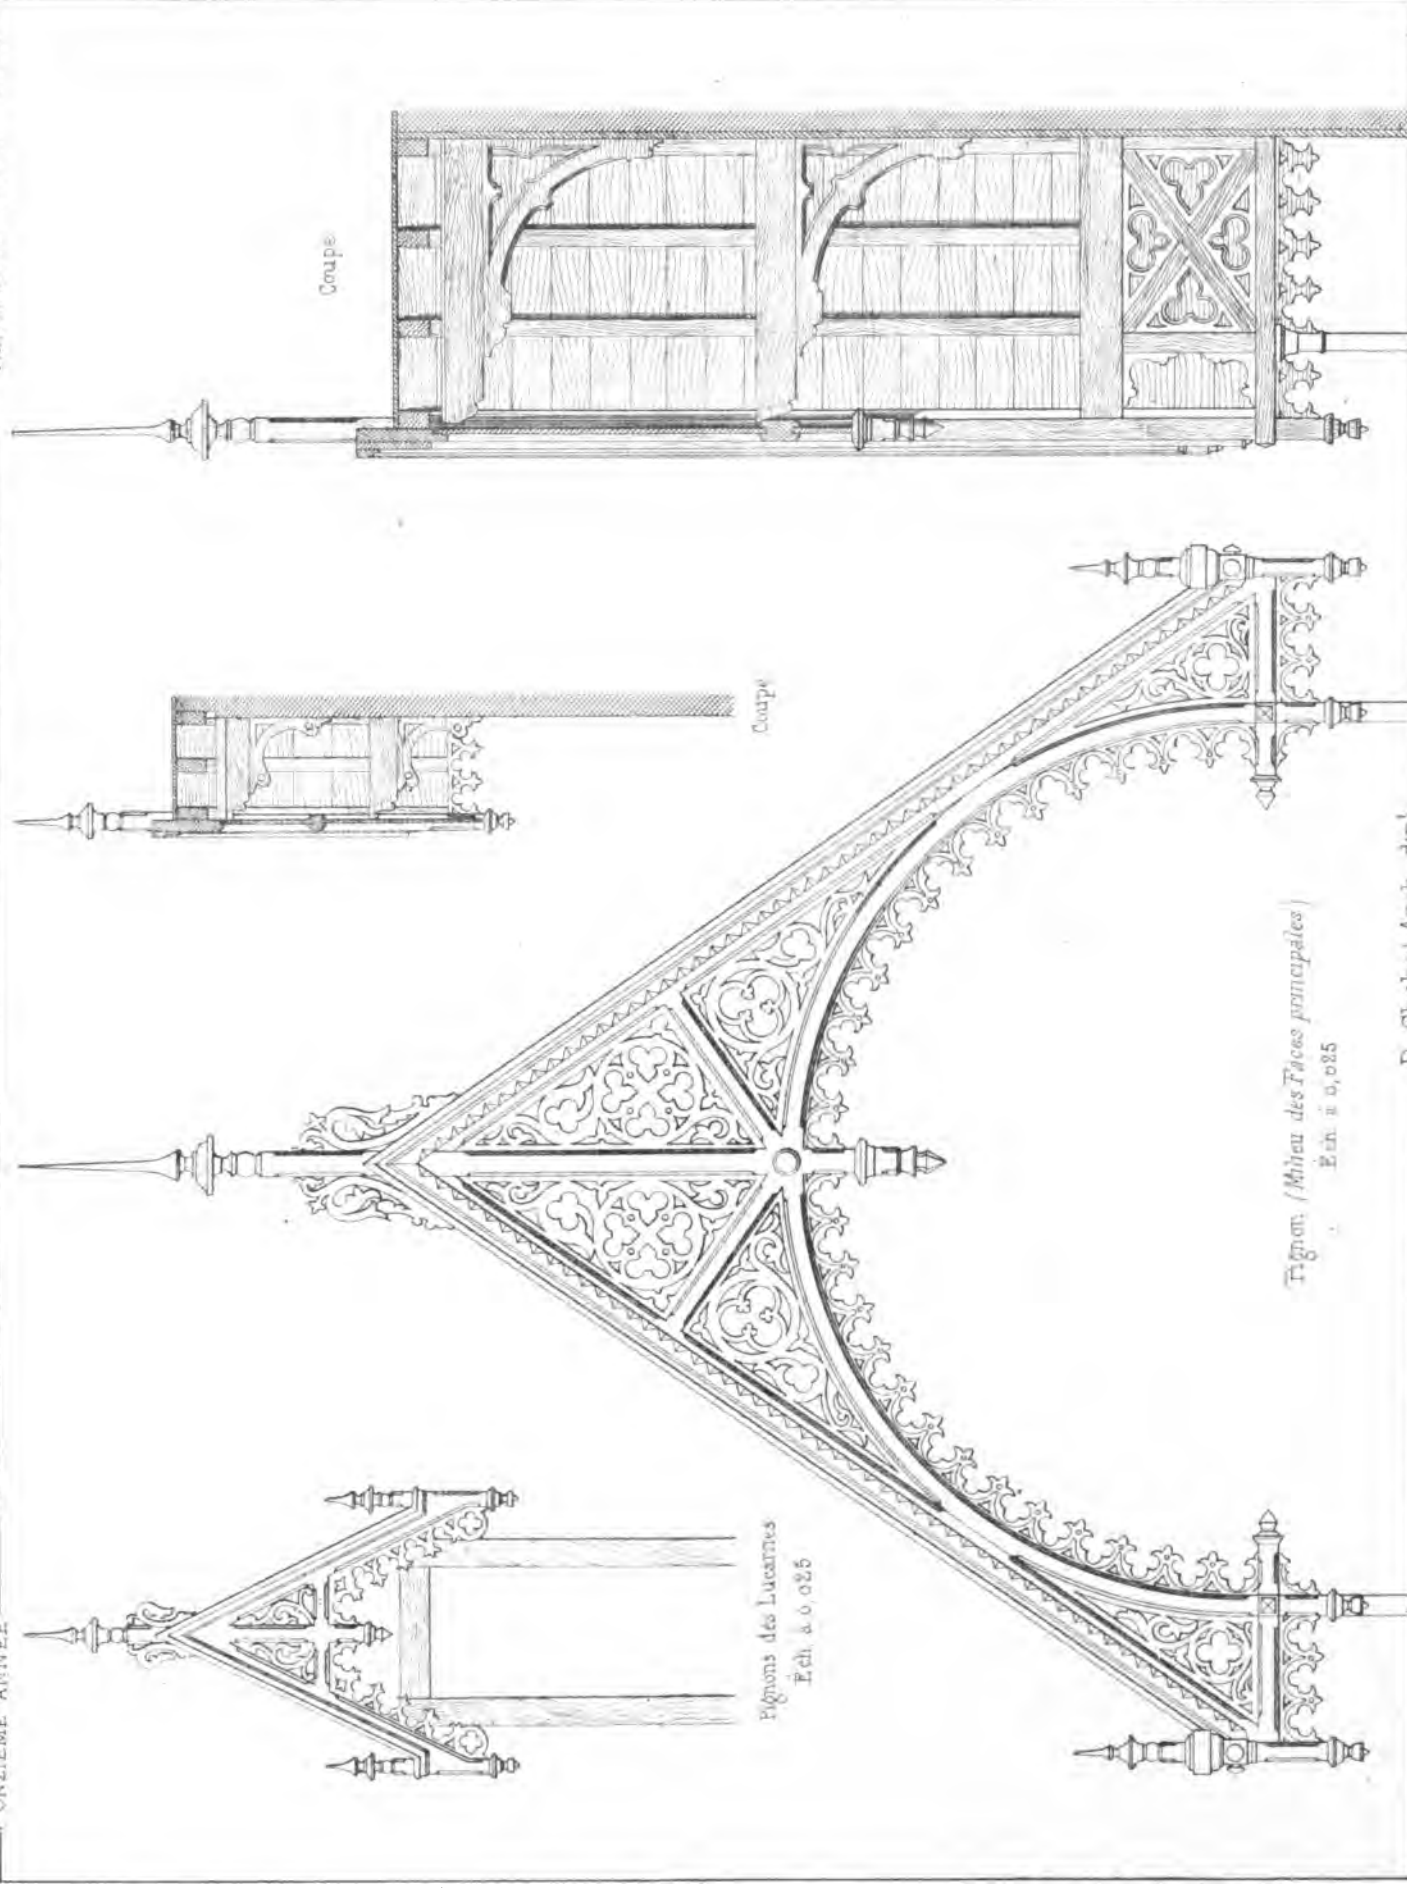 ONZIÈME ANNÉE
Coupe
Coupe
Pignons des Lucarnes
Éch. à 0,025
Pignon (Milieu des Faces principales)
Éch. à 0,025